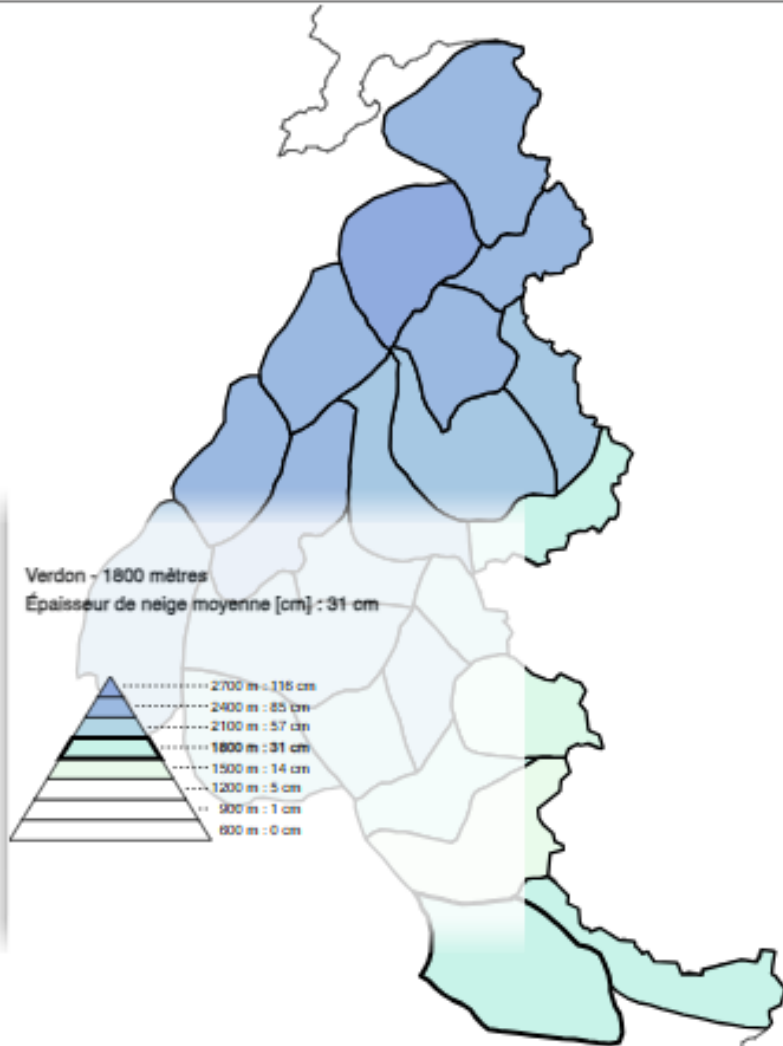 Verdon - 1800 mètres
Épaisseur de neige moyenne [cm] : 31 cm
2700 m : 116 cm
2400 m : 85 cm
2100 m : 57 cm
1800 m : 31 cm
1500 m : 14 cm
1200 m : 5 cm
900 m : 1 cm
600 m : 0 cm